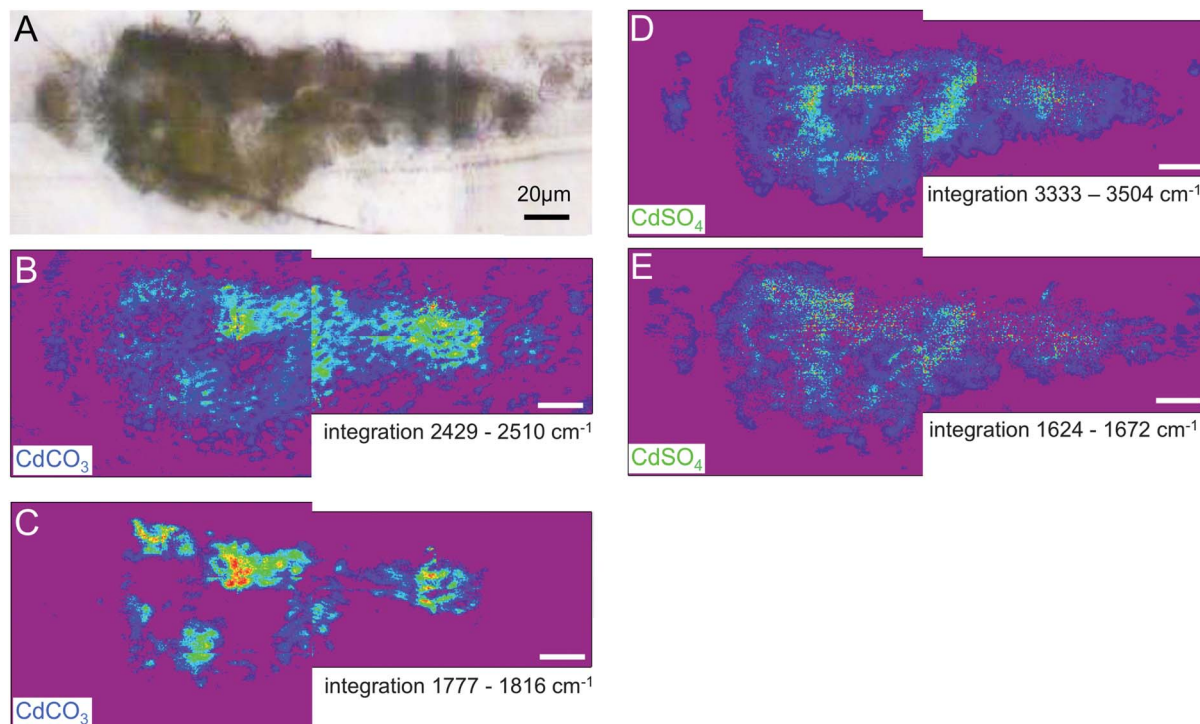 A
20µm
B
integration 2429 - 2510 cm⁻¹
CdCO₃
C
integration 1777 - 1816 cm⁻¹
CdCO₃
D
integration 3333 – 3504 cm⁻¹
CdSO₄
E
integration 1624 - 1672 cm⁻¹
CdSO₄